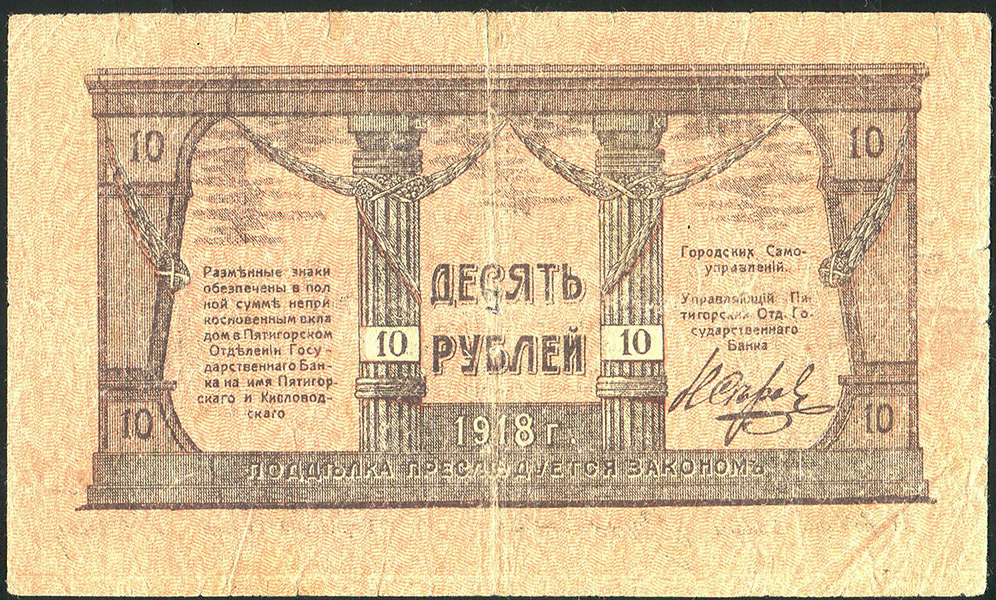 10
10
Размѣнные знаки
обезпечены в пол
ной суммѣ непри
косновенным вкла
дом в Пятигорском
Отдѣленіи Госу-
дарственнаго Бан-
ка на имя Пятигор-
скаго и Кисловод-
скаго
Городских Само-
управленій.
Управляющій Пя-
тигорским Отд. Го-
сударственнаго
Банка
ДЕСЯТЬ
РУБЛЕЙ
10
10
10
10
1918 г.
ПОДДѢЛКА ПРЕСЛѢДУЕТСЯ ЗАКОНОМЪ